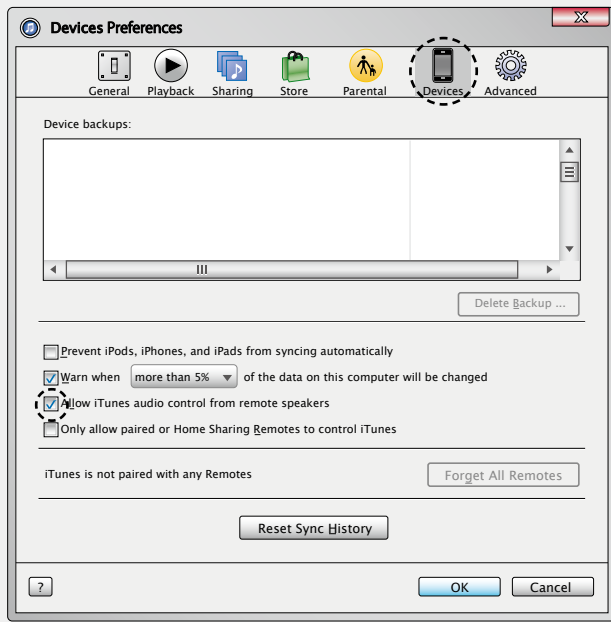 Devices Preferences
General Playback Sharing Store Parental Devices Advanced
Device backups:
Delete Backup ...
Prevent iPods, iPhones, and iPads from syncing automatically
Warn when more than 5% of the data on this computer will be changed
Allow iTunes audio control from remote speakers
Only allow paired or Home Sharing Remotes to control iTunes
iTunes is not paired with any Remotes Forget All Remotes
Reset Sync History
? OK Cancel